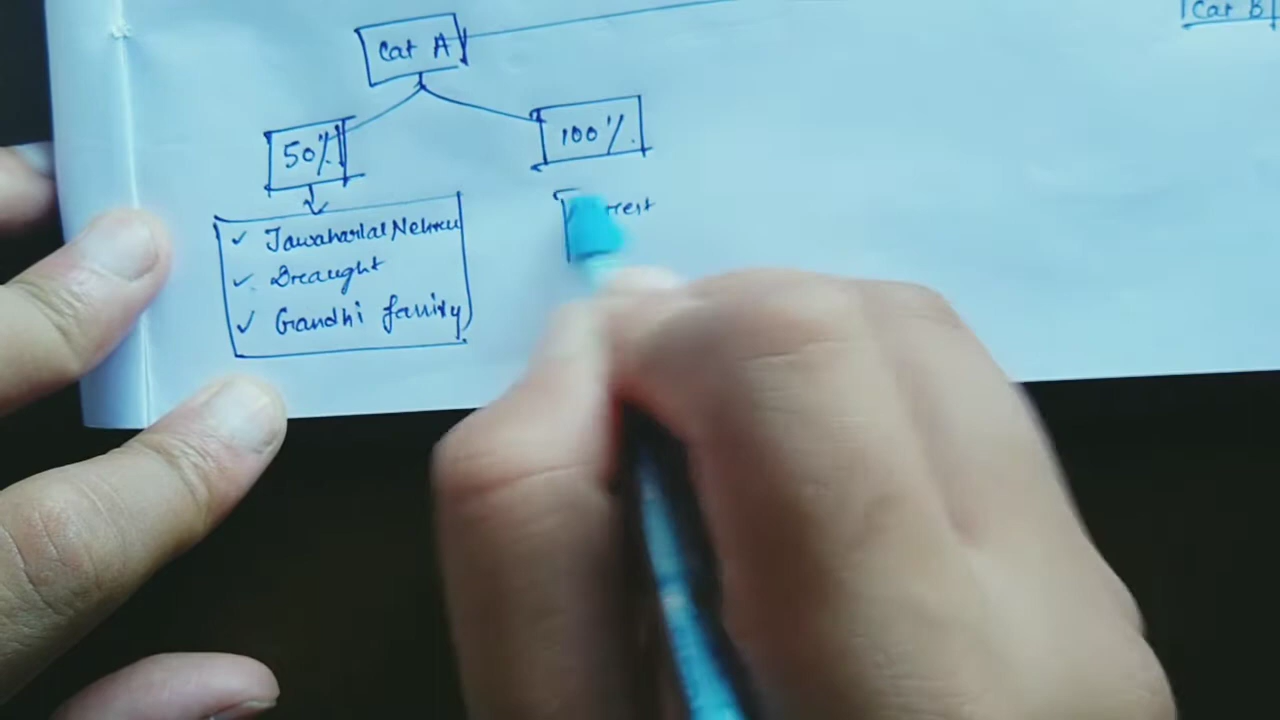 Cat A
Cat B
50%
100%
✓ Jawaharlal Nehru
✓ Draught
✓ Gandhi family